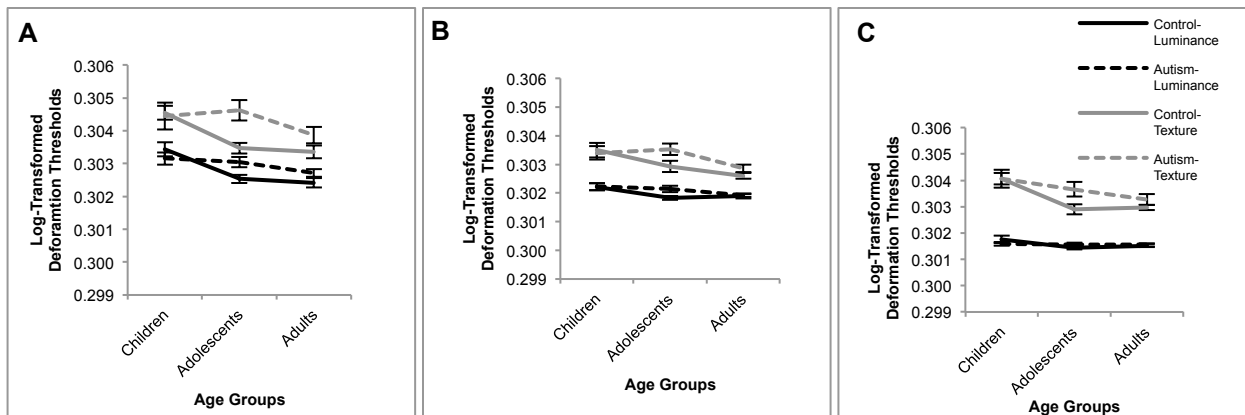 A
Log-Transformed
Deforamtion Thresholds
0.306
0.305
0.304
0.303
0.302
0.301
0.300
0.299
Children
Adolescents
Adults
Age Groups
B
Log-Transformed
Deformation Thresholds
0.306
0.305
0.304
0.303
0.302
0.301
0.300
0.299
Children
Adolescents
Adults
Age Groups
C
Control-
Luminance
Autism-
Luminance
Control-
Texture
Autism-
Texture
Log-Transformed
Deformation Thresholds
0.306
0.305
0.304
0.303
0.302
0.301
0.300
0.299
Children
Adolescents
Adults
Age Groups